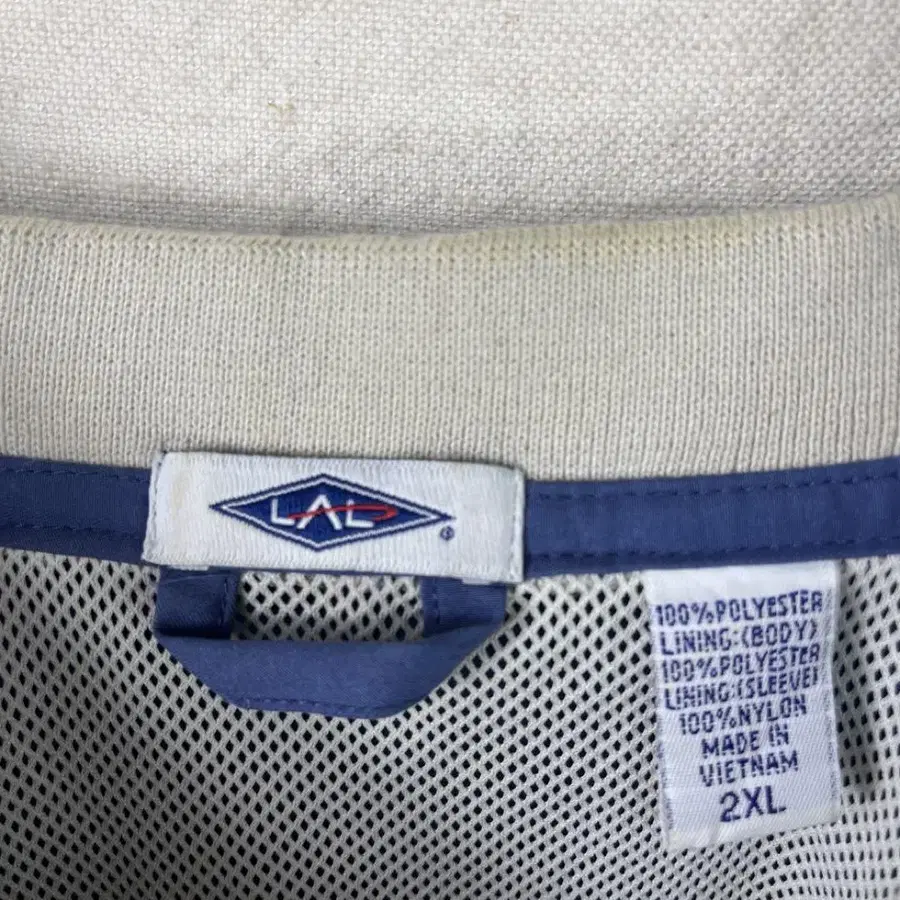 LAL
®
100%POLYESTER
LINING:(BODY)
100%POLYESTER
LINING:(SLEEVE)
100%NYLON
MADE IN
VIETNAM
2XL